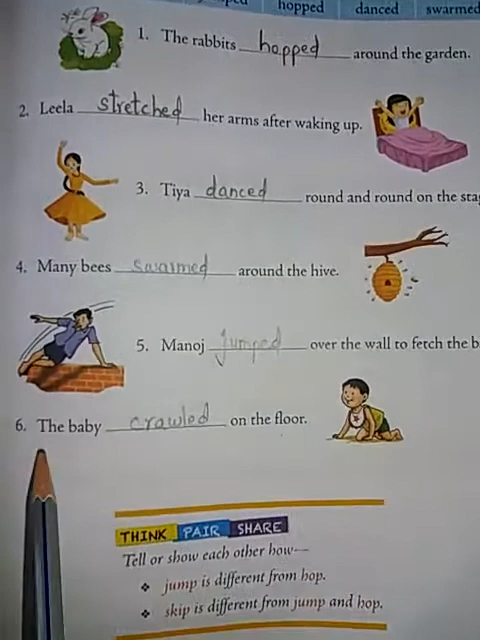 hopped danced swarmed
1. The rabbits hopped around the garden.
2. Leela stretched her arms after waking up.
3. Tiya danced round and round on the
4. Many bees swarmed around the hive.
5. Manoj jumped over the wall to fetch the
6. The baby crawled on the floor.
THINK PAIR SHARE
Tell or show each other how—
❖ jump is different from hop.
❖ skip is different from jump and hop.